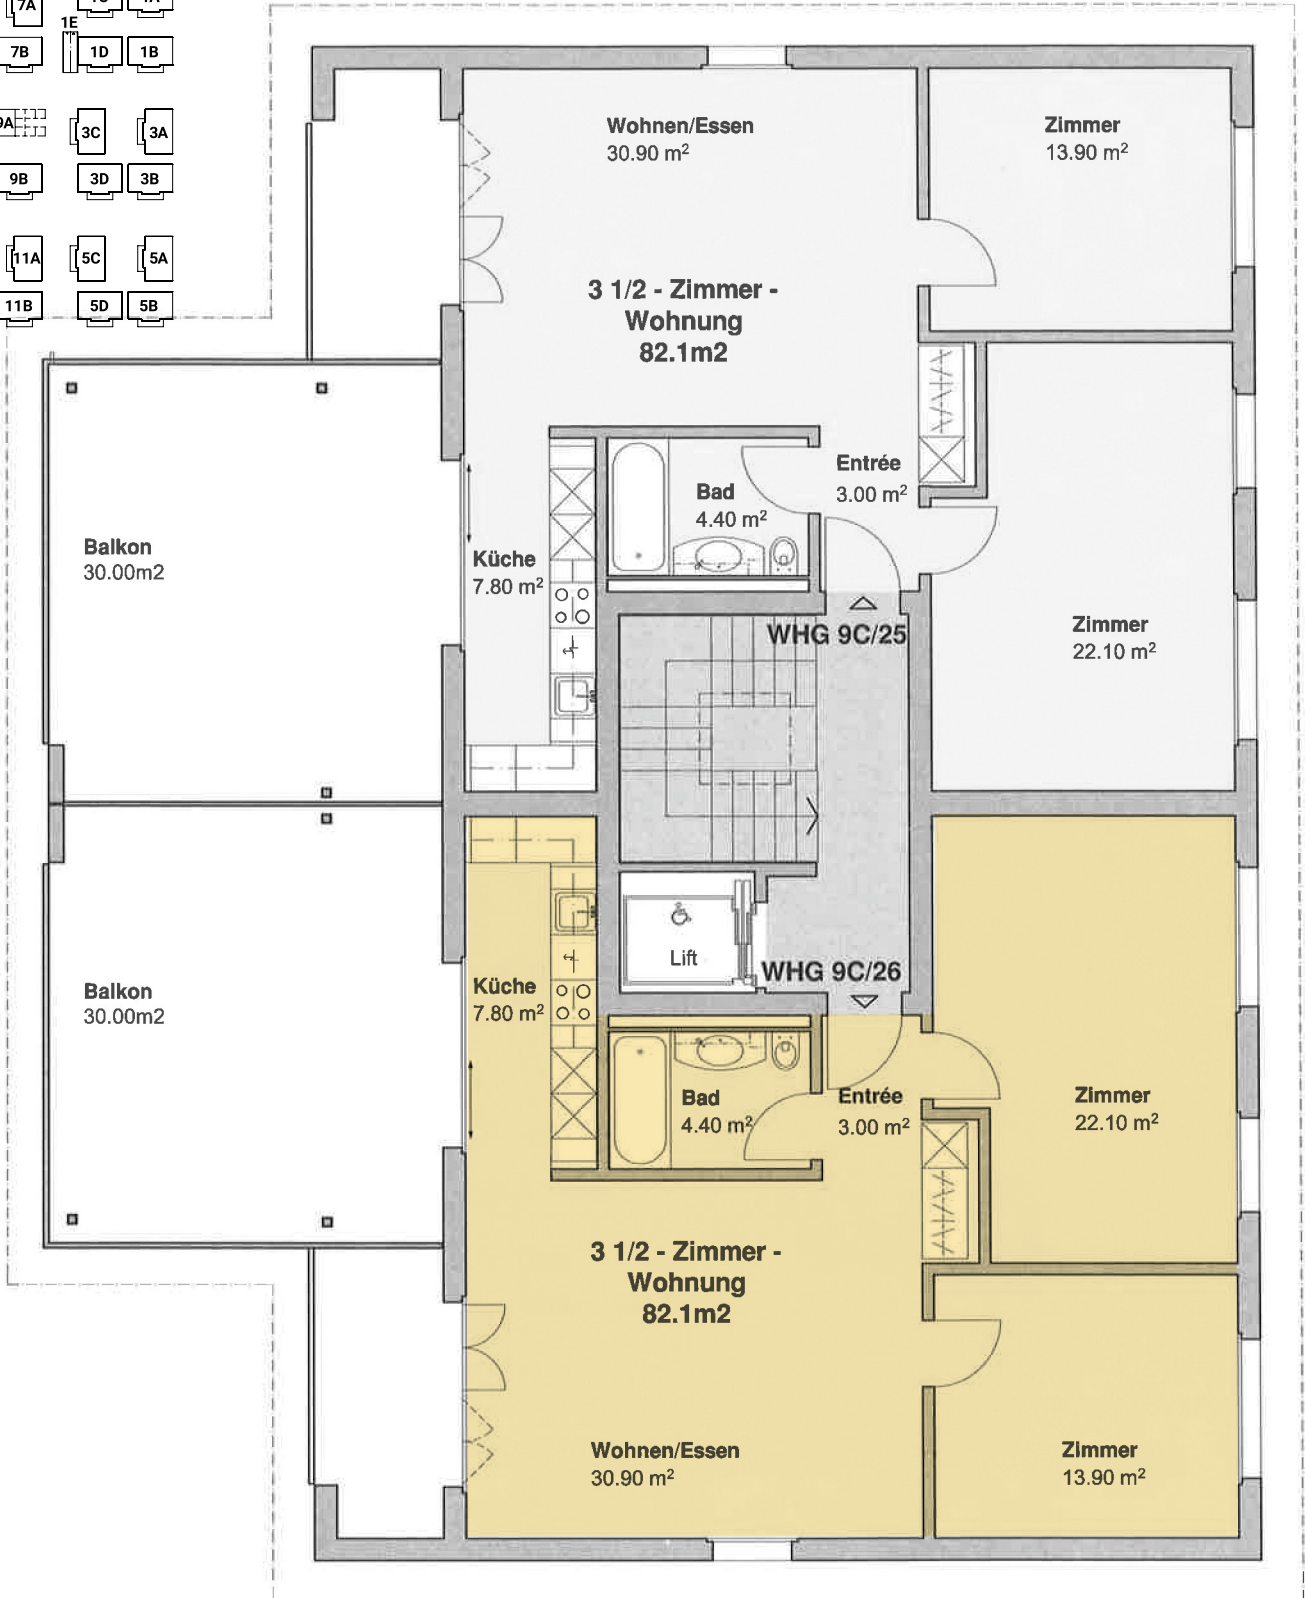 7A
1E
7B
1D
1B
9A
3C
3A
9B
3D
3B
11A
5C
5A
11B
5D
5B
Wohnen/Essen
30.90 m²
Zimmer
13.90 m²
3 1/2 - Zimmer -
Wohnung
82.1m2
Entrée
3.00 m²
Bad
4.40 m²
Balkon
30.00m2
Küche
7.80 m²
Zimmer
22.10 m²
WHG 9C/25
Lift
WHG 9C/26
Balkon
30.00m2
Küche
7.80 m²
Bad
4.40 m²
Entrée
3.00 m²
Zimmer
22.10 m²
3 1/2 - Zimmer -
Wohnung
82.1m2
Wohnen/Essen
30.90 m²
Zimmer
13.90 m²